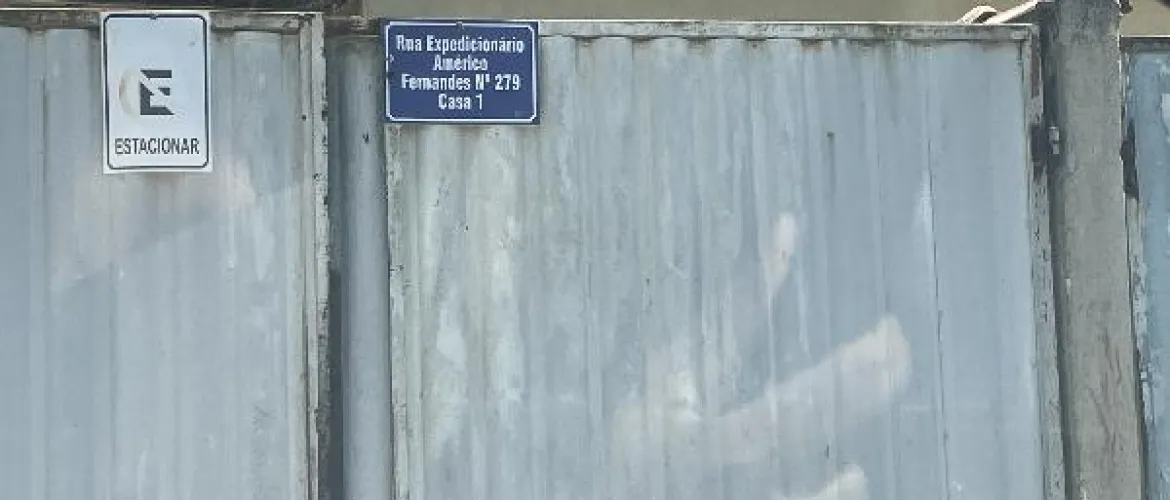 E
ESTACIONAR
Rua Expedicionário
Américo
Fernandes Nº 279
Casa 1